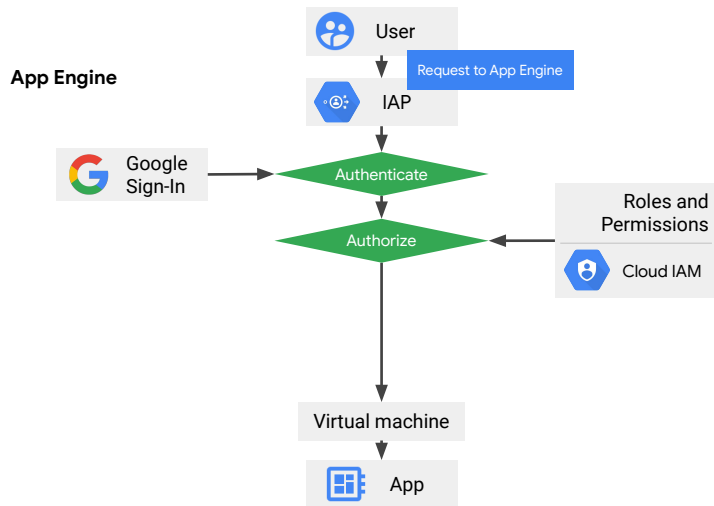 User
Request to App Engine
App Engine
IAP
Google
Sign-In
Authenticate
Roles and
Permissions
Authorize
Cloud IAM
Virtual machine
App